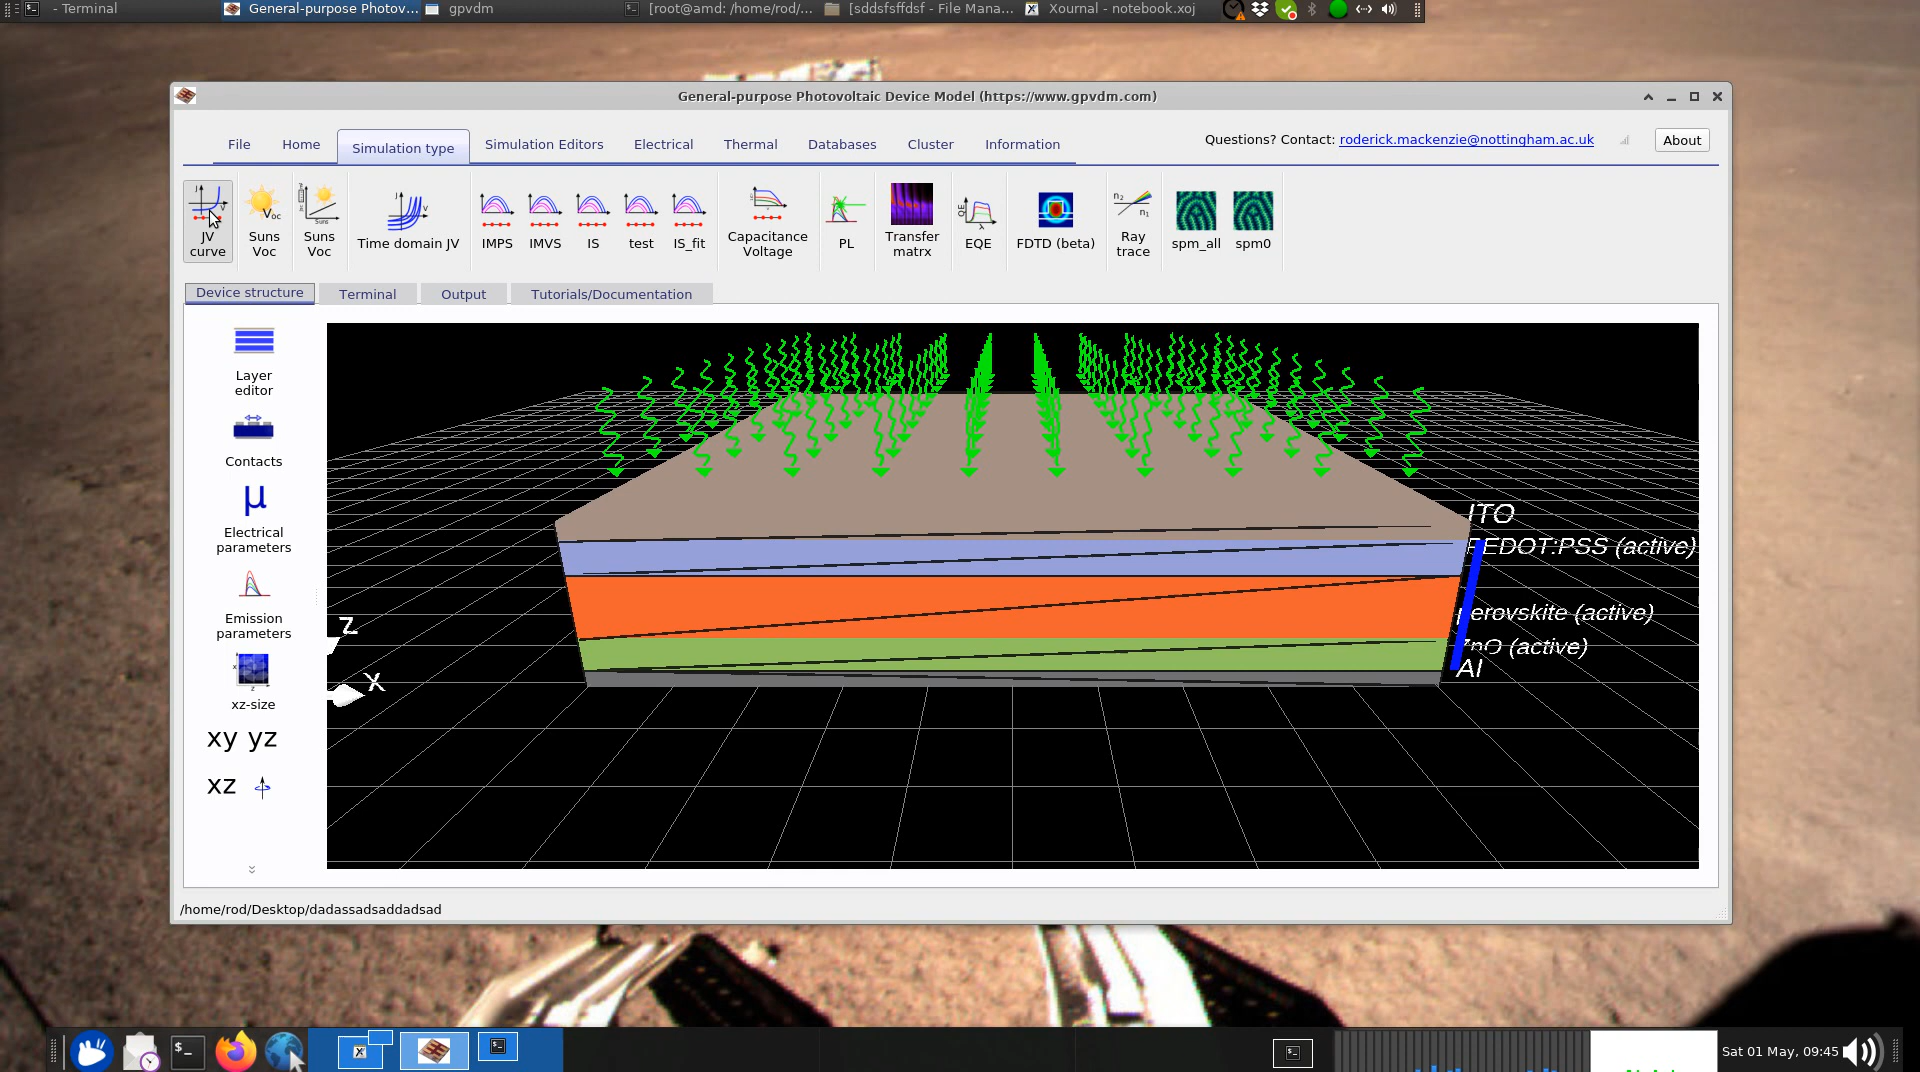 - Terminal
General-purpose Photov...
gpvdm
[root@amd: /home/rod/...
[sddsfsffdsf - File Mana...
Xournal - notebook.xoj
General-purpose Photovoltaic Device Model (https://www.gpvdm.com)
File
Home
Simulation type
Simulation Editors
Electrical
Thermal
Databases
Cluster
Information
Questions? Contact: roderick.mackenzie@nottingham.ac.uk
About
JV
curve
Suns
Voc
Suns
Voc
Time domain JV
IMPS
IMVS
IS
test
IS_fit
Capacitance
Voltage
PL
Transfer
matrx
EQE
FDTD (beta)
Ray
trace
spm_all
spm0
Device structure
Terminal
Output
Tutorials/Documentation
Layer
editor
Contacts
μ
Electrical
parameters
Emission
parameters
xz-size
xy yz
xz
Z
X
ITO
PEDOT:PSS (active)
perovskite (active)
ZnO (active)
Al
/home/rod/Desktop/dadassadsaddadsad
Sat 01 May, 09:45